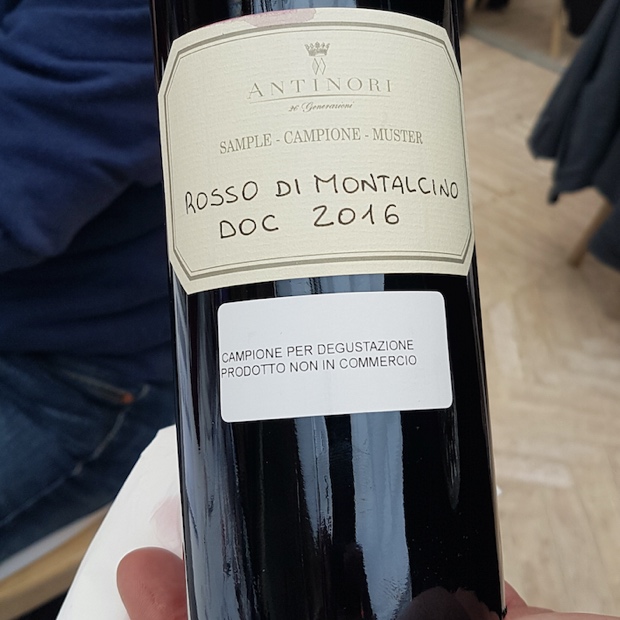 ANTINORI
26 Generazioni
SAMPLE - CAMPIONE - MUSTER
ROSSO DI MONTALCINO
DOC 2016
CAMPIONE PER DEGUSTAZIONE
PRODOTTO NON IN COMMERCIO